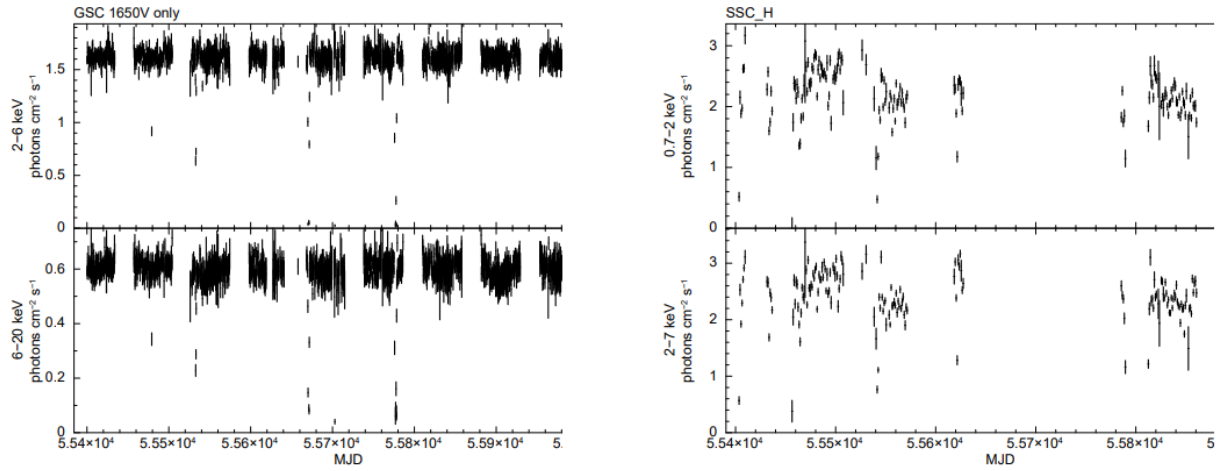 GSC 1650V only
2−6 keV
photons cm⁻² s⁻¹
0
0.5
1
1.5
6−20 keV
photons cm⁻² s⁻¹
0
0.2
0.4
0.6
5.54×10⁴
5.55×10⁴
5.56×10⁴
5.57×10⁴
5.58×10⁴
5.59×10⁴
5.
MJD
SSC_H
0.7−2 keV
photons cm⁻² s⁻¹
0
1
2
3
2−7 keV
photons cm⁻² s⁻¹
0
1
2
3
5.54×10⁴
5.55×10⁴
5.56×10⁴
5.57×10⁴
5.58×10⁴
5
MJD